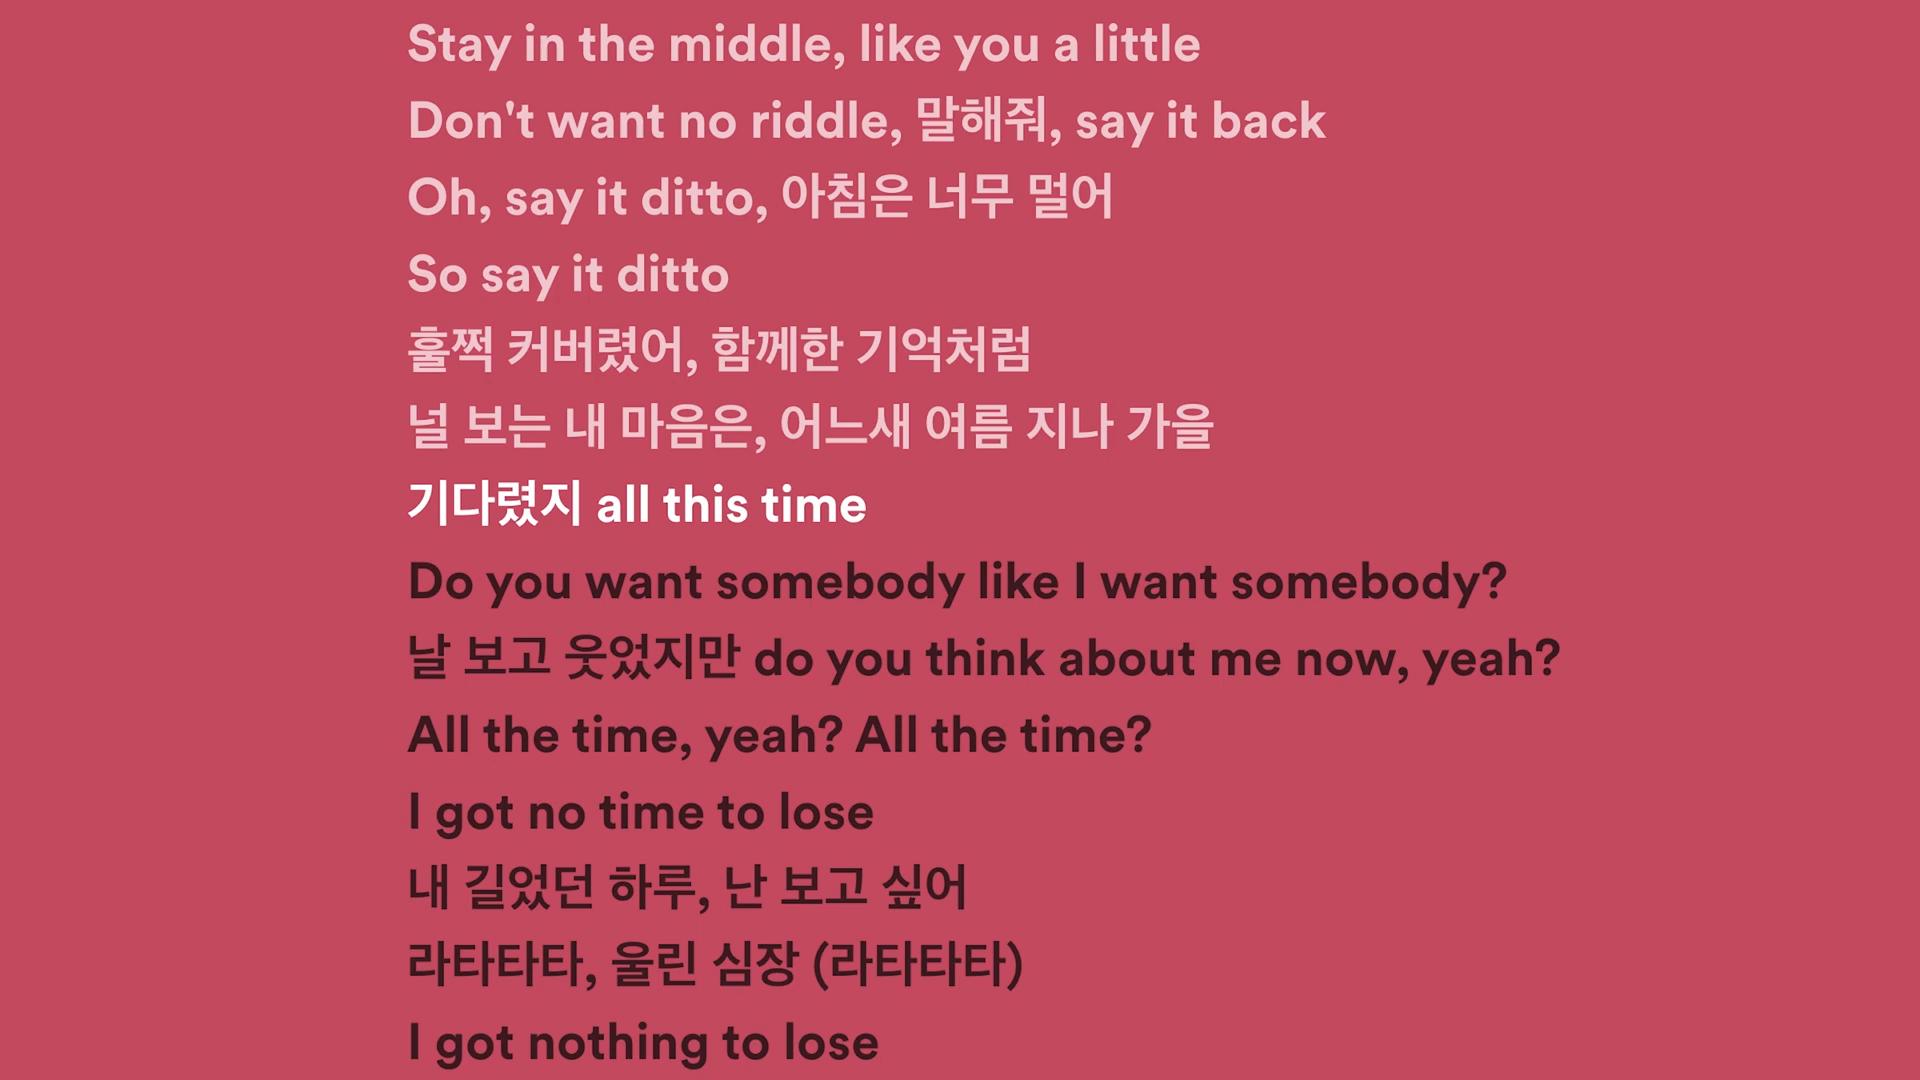 Stay in the middle, like you a little
Don't want no riddle, 말해줘, say it back
Oh, say it ditto, 아침은 너무 멀어
So say it ditto
훌쩍 커버렸어, 함께한 기억처럼
널 보는 내 마음은, 어느새 여름 지나 가을
기다렸지 all this time
Do you want somebody like I want somebody?
날 보고 웃었지만 do you think about me now, yeah?
All the time, yeah? All the time?
I got no time to lose
내 길었던 하루, 난 보고 싶어
라타타타, 울린 심장 (라타타타)
I got nothing to lose